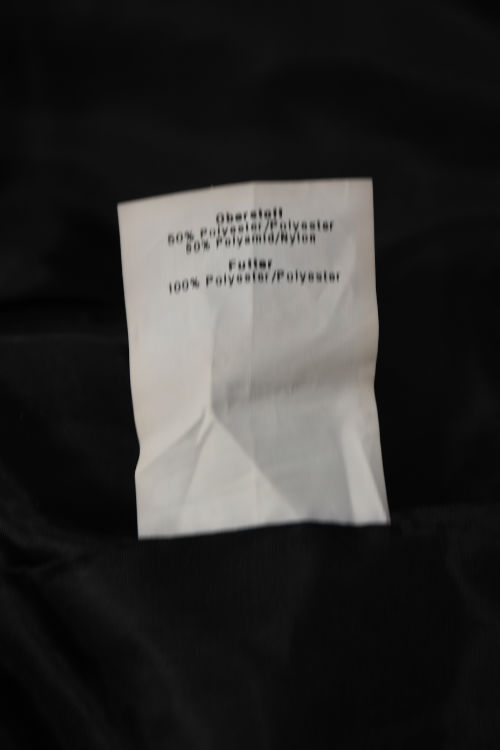 Oberstoff
50% Polyester/Polyester
50% Polyamid/Nylon
Futter
100% Polyester/Polyester